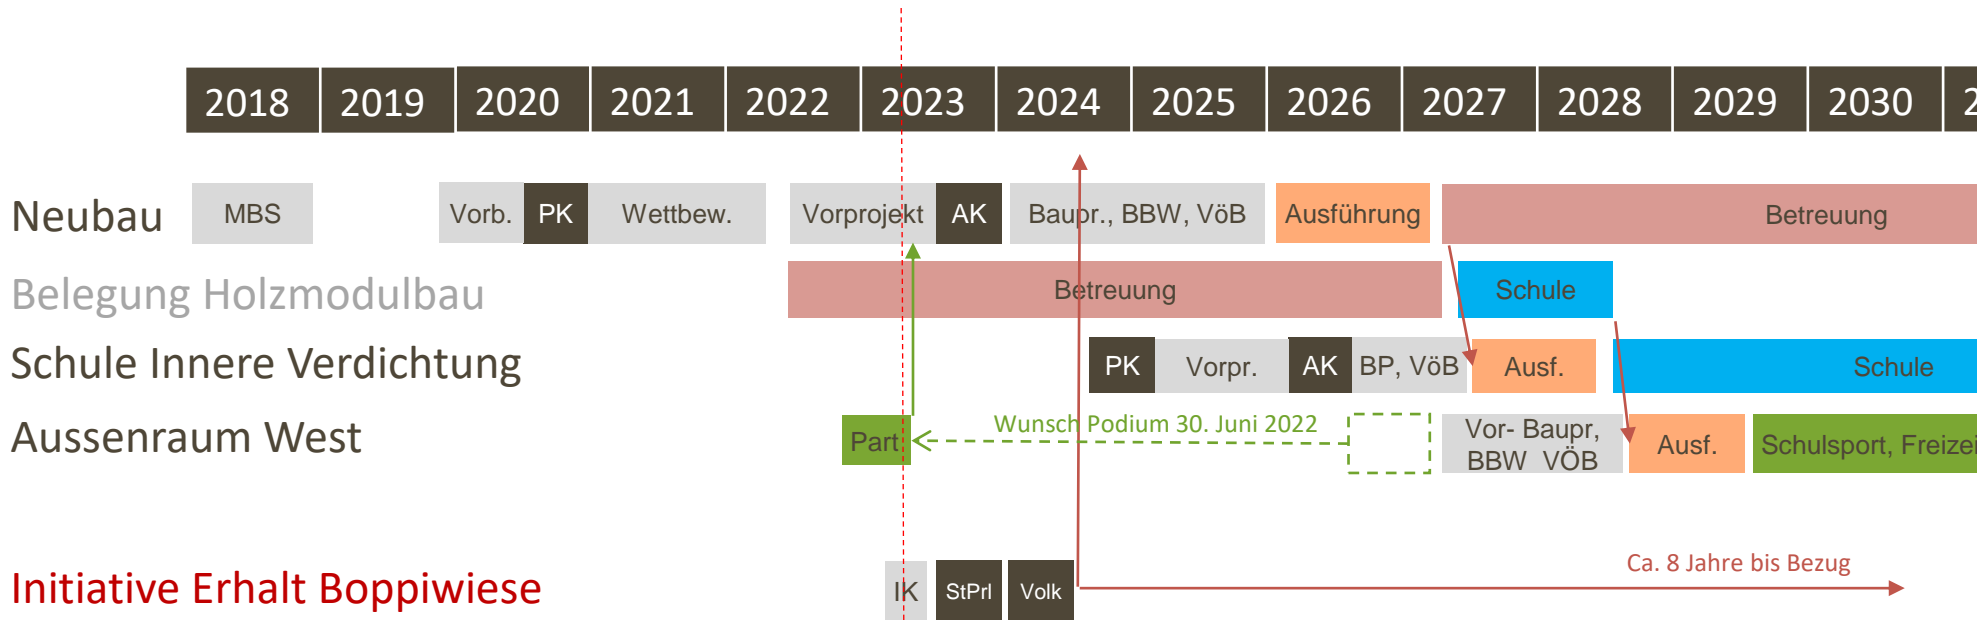 2018 2019 2020 2021 2022 2023 2024 2025 2026 2027 2028 2029 2030 2
Neubau MBS Vorb. PK Wettbew. Vorprojekt AK Baupr., BBW, VöB Ausführung Betreuung
Belegung Holzmodulbau Betreuung Schule
Schule Innere Verdichtung PK Vorpr. AK BP, VöB Ausf. Schule
Aussenraum West Part Wunsch Podium 30. Juni 2022 Vor- Baupr, Ausf. Schulsport, Freizei
BBW VÖB
Ca. 8 Jahre bis Bezug
Initiative Erhalt Boppiwiese IK StPrl Volk